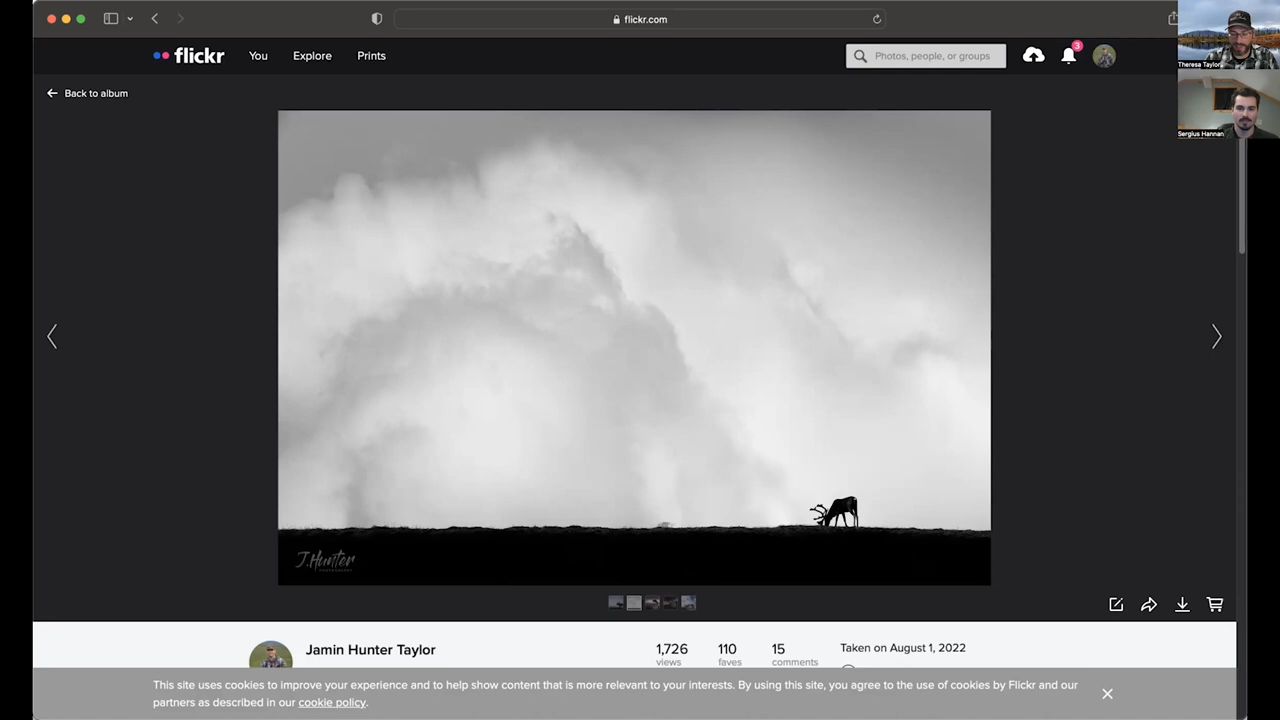 flickr.com
flickr
You
Explore
Prints
Photos, people, or groups
3
Back to album
Theresa Taylor
Sergius Hannan
J.Hunter
PHOTOGRAPHY
Jamin Hunter Taylor
1,726
views
110
faves
15
comments
Taken on August 1, 2022
This site uses cookies to improve your experience and to help show content that is more relevant to your interests. By using this site, you agree to the use of cookies by Flickr and our
partners as described in our cookie policy.